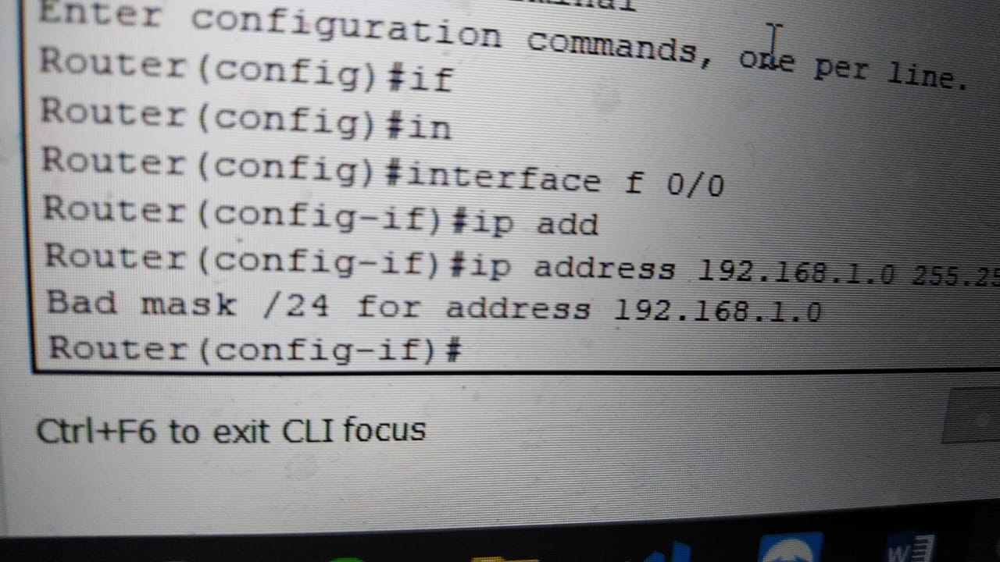 Enter configuration commands, one per line.
Router(config)#if
Router(config)#in
Router(config)#interface f 0/0
Router(config-if)#ip add
Router(config-if)#ip address 192.168.1.0 255.25
Bad mask /24 for address 192.168.1.0
Router(config-if)#
Ctrl+F6 to exit CLI focus
W